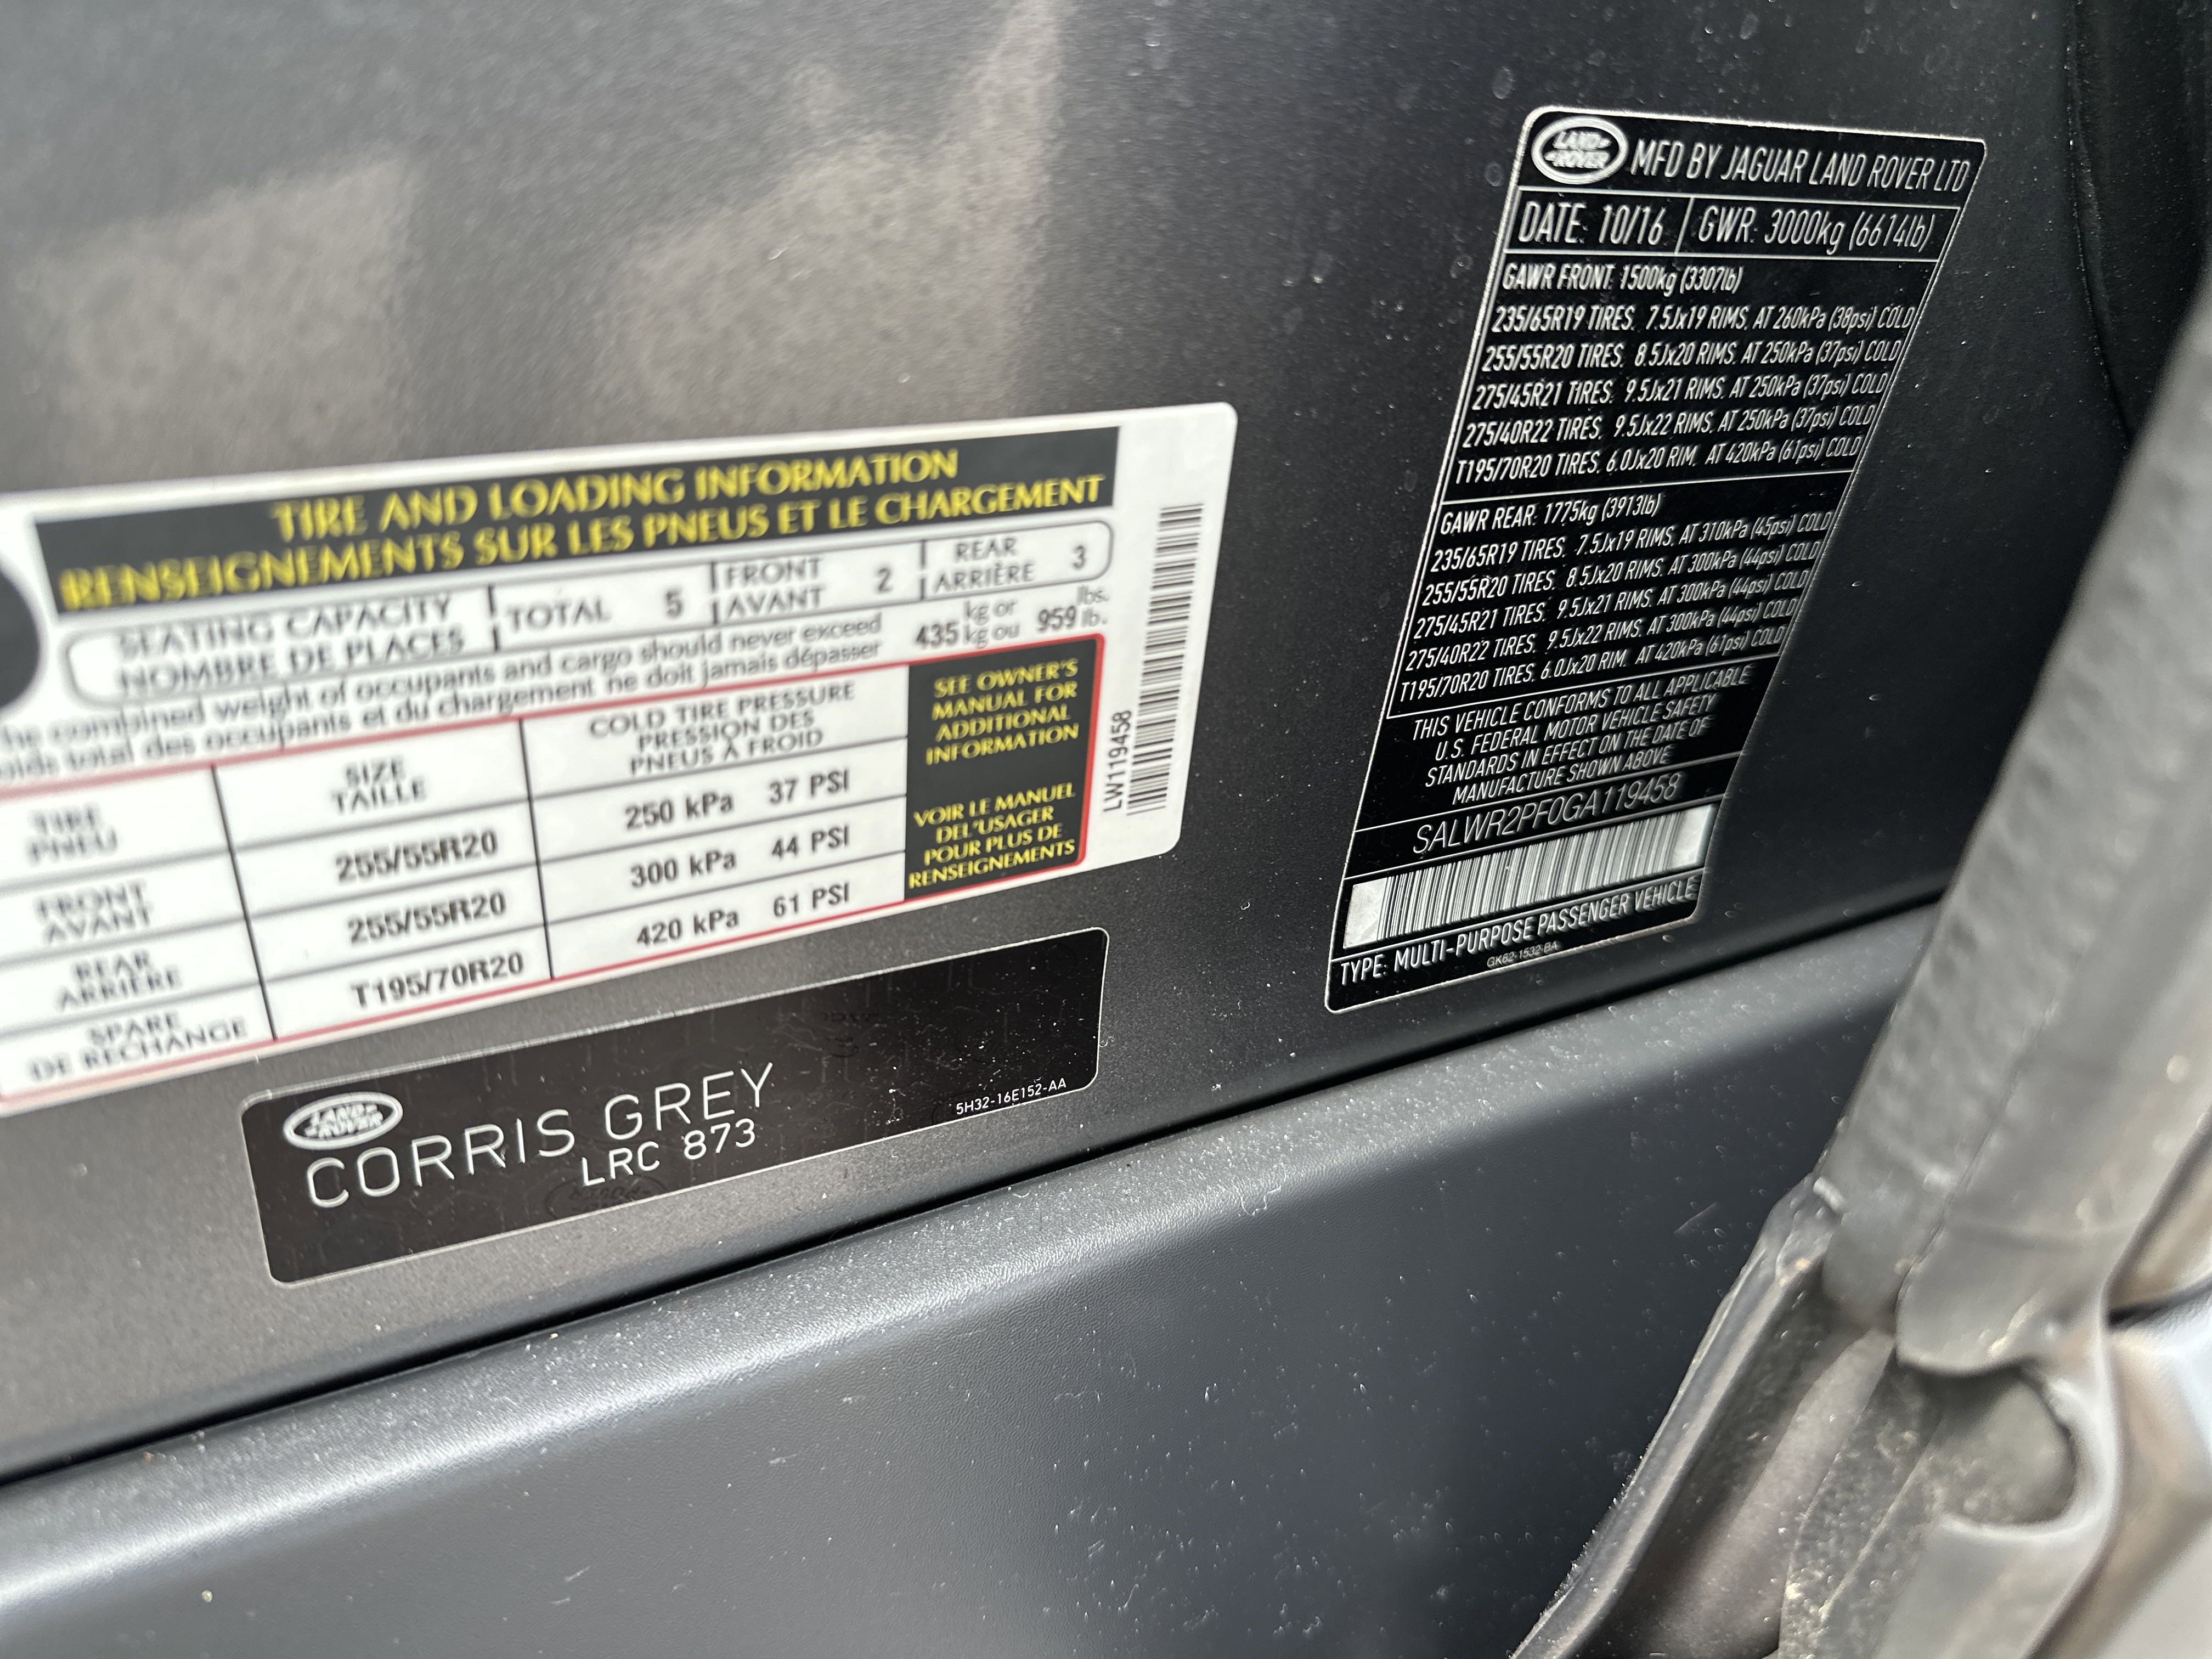 TIRE AND LOADING INFORMATION
RENSEIGNEMENTS SUR LES PNEUS ET LE CHARGEMENT
SEATING CAPACITY
NOMBRE DE PLACES
TOTAL 5
FRONT
AVANT
2
REAR
ARRIÈRE
3
he combined weight of occupants and cargo should never exceed
oids total des occupants et du chargement ne doit jamais dépasser
435 kg or
kg ou
959 lbs.
lb.
TIRE
PNEU
SIZE
TAILLE
COLD TIRE PRESSURE
PRESSION DES
PNEUS À FROID
FRONT
AVANT
255/55R20
250 kPa 37 PSI
REAR
ARRIÈRE
255/55R20
300 kPa 44 PSI
SPARE
DE RECHANGE
T195/70R20
420 kPa 61 PSI
SEE OWNER'S
MANUAL FOR
ADDITIONAL
INFORMATION
VOIR LE MANUEL
DEL'USAGER
POUR PLUS DE
RENSEIGNEMENTS
LW119458
LAND
ROVER
CORRIS GREY
LRC 873
5H32-16E152-AA
LAND
ROVER
MFD BY JAGUAR LAND ROVER LTD
DATE: 10/16 GWR: 3000kg (6614lb)
GAWR FRONT: 1500kg (3307lb)
235/65R19 TIRES, 7.5Jx19 RIMS, AT 260kPa (38psi) COLD
255/55R20 TIRES, 8.5Jx20 RIMS, AT 250kPa (37psi) COLD
275/45R21 TIRES, 9.5Jx21 RIMS, AT 250kPa (37psi) COLD
275/40R22 TIRES, 9.5Jx22 RIMS, AT 250kPa (37psi) COLD
T195/70R20 TIRES, 6.0Jx20 RIM, AT 420kPa (61psi) COLD
GAWR REAR: 1775kg (3913lb)
235/65R19 TIRES, 7.5Jx19 RIMS, AT 310kPa (45psi) COLD
255/55R20 TIRES, 8.5Jx20 RIMS, AT 300kPa (44psi) COLD
275/45R21 TIRES, 9.5Jx21 RIMS, AT 300kPa (44psi) COLD
275/40R22 TIRES, 9.5Jx22 RIMS, AT 300kPa (44psi) COLD
T195/70R20 TIRES, 6.0Jx20 RIM, AT 420kPa (61psi) COLD
THIS VEHICLE CONFORMS TO ALL APPLICABLE
U.S. FEDERAL MOTOR VEHICLE SAFETY
STANDARDS IN EFFECT ON THE DATE OF
MANUFACTURE SHOWN ABOVE
SALWR2PF0GA119458
TYPE: MULTI-PURPOSE PASSENGER VEHICLE
GK62-1532-BA